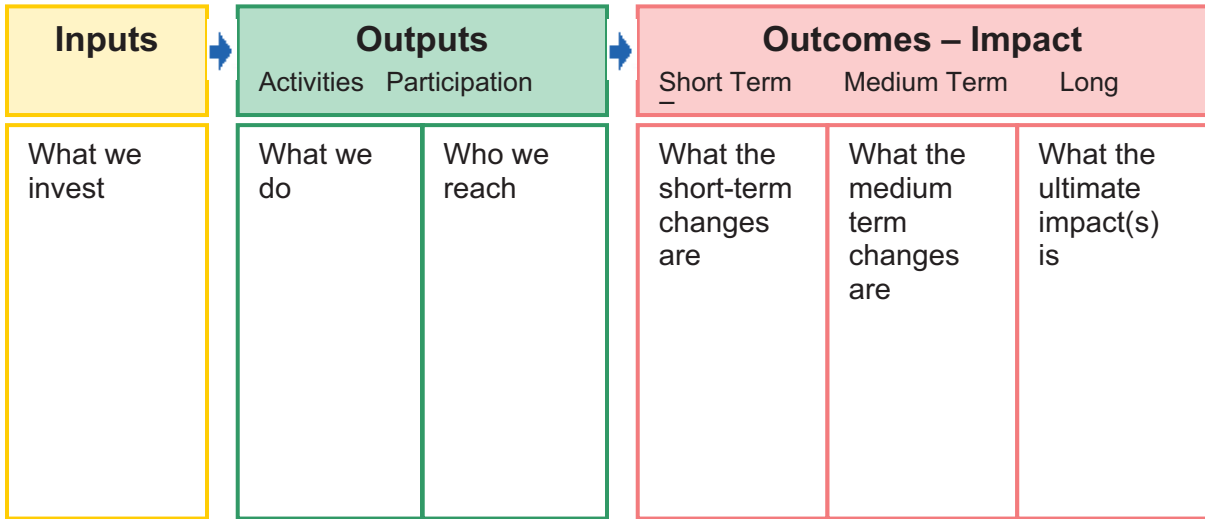 Inputs
Outputs
Activities Participation
Outcomes – Impact
Short Term Medium Term Long
T
What we
invest
What we
do
Who we
reach
What the
short-term
changes
are
What the
medium
term
changes
are
What the
ultimate
impact(s)
is